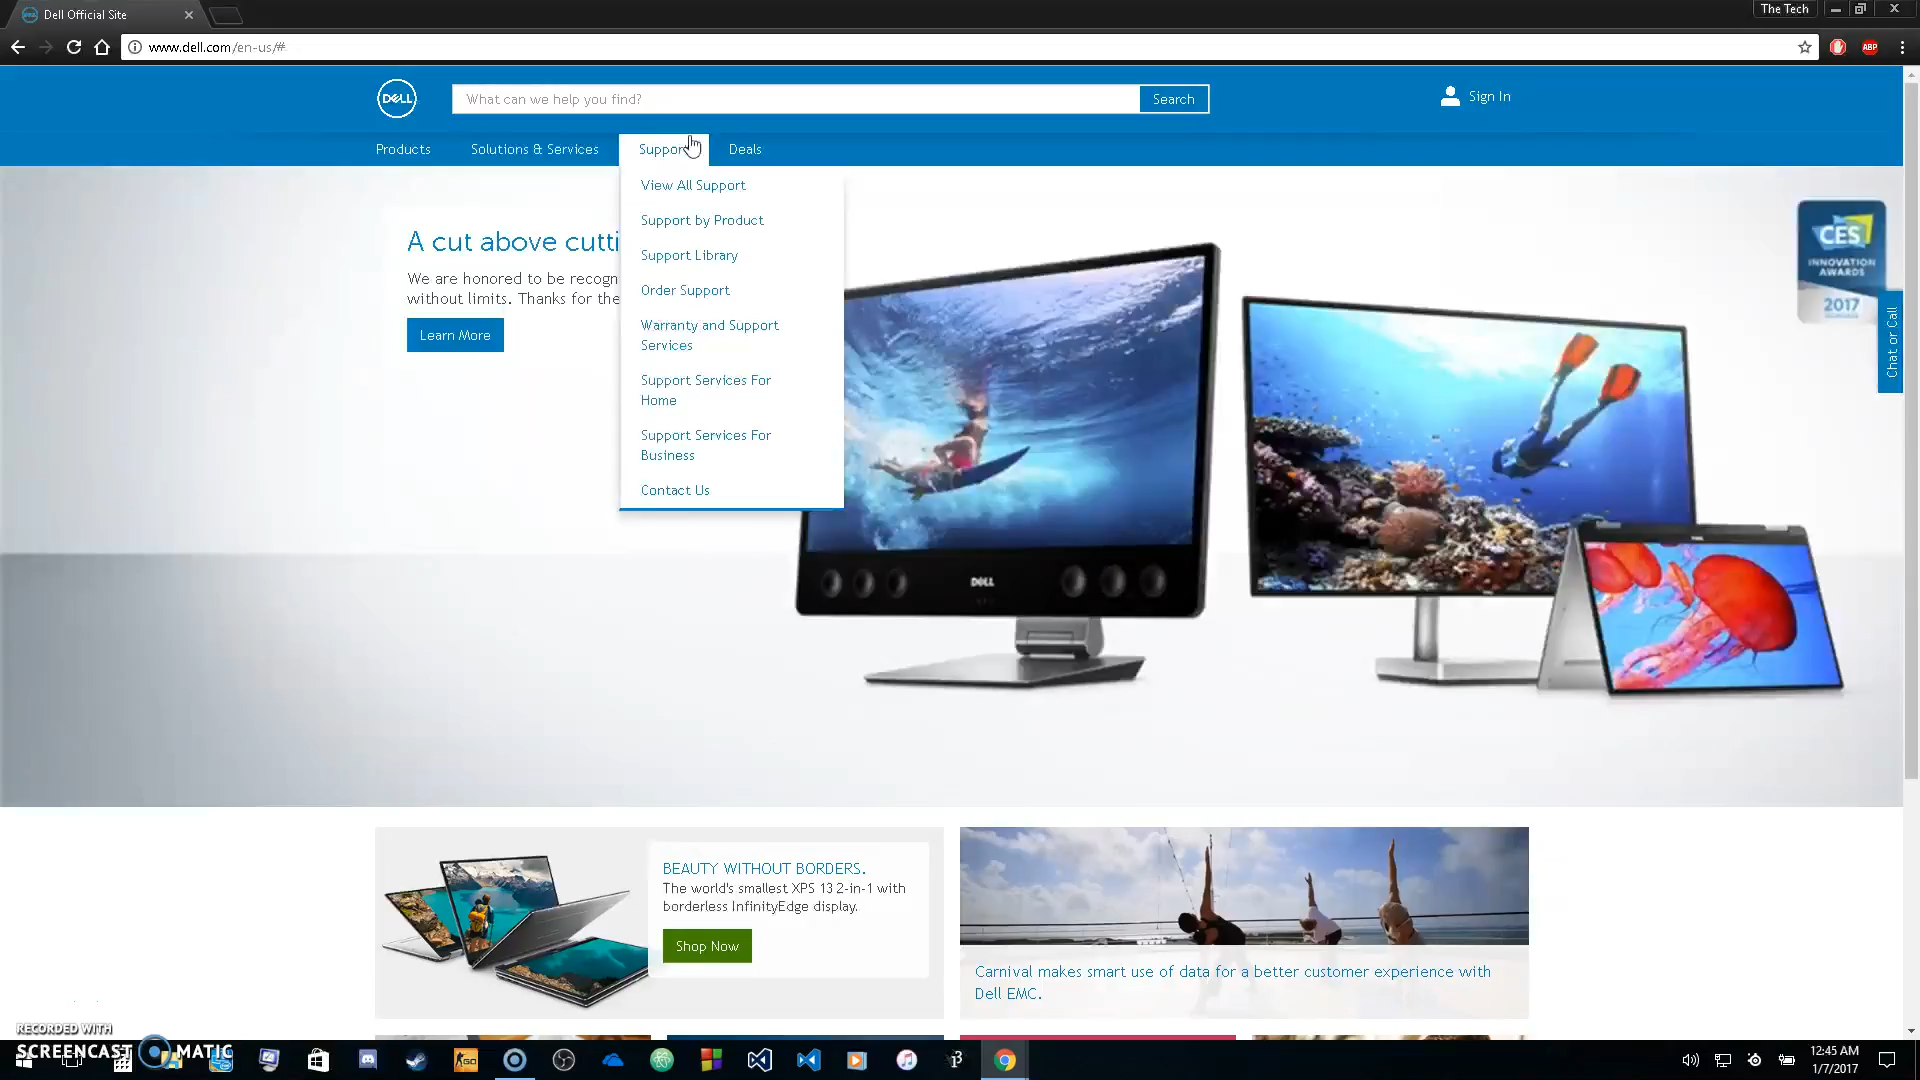 Dell Official Site
The Tech
www.dell.com/en-us/#
ABP
DELL
What can we help you find?
Search
Sign In
Products
Solutions & Services
Support
Deals
View All Support
Support by Product
Support Library
Order Support
Warranty and Support
Services
Support Services For
Home
Support Services For
Business
Contact Us
A cut above cutti
We are honored to be recogn
without limits. Thanks for the
Learn More
CES
INNOVATION
AWARDS
2017
Chat or Call
DELL
BEAUTY WITHOUT BORDERS.
The world's smallest XPS 13 2-in-1 with
borderless InfinityEdge display.
Shop Now
Carnival makes smart use of data for a better customer experience with
Dell EMC.
RECORDED WITH
SCREENCAST MATIC
GO
12:45 AM
1/7/2017